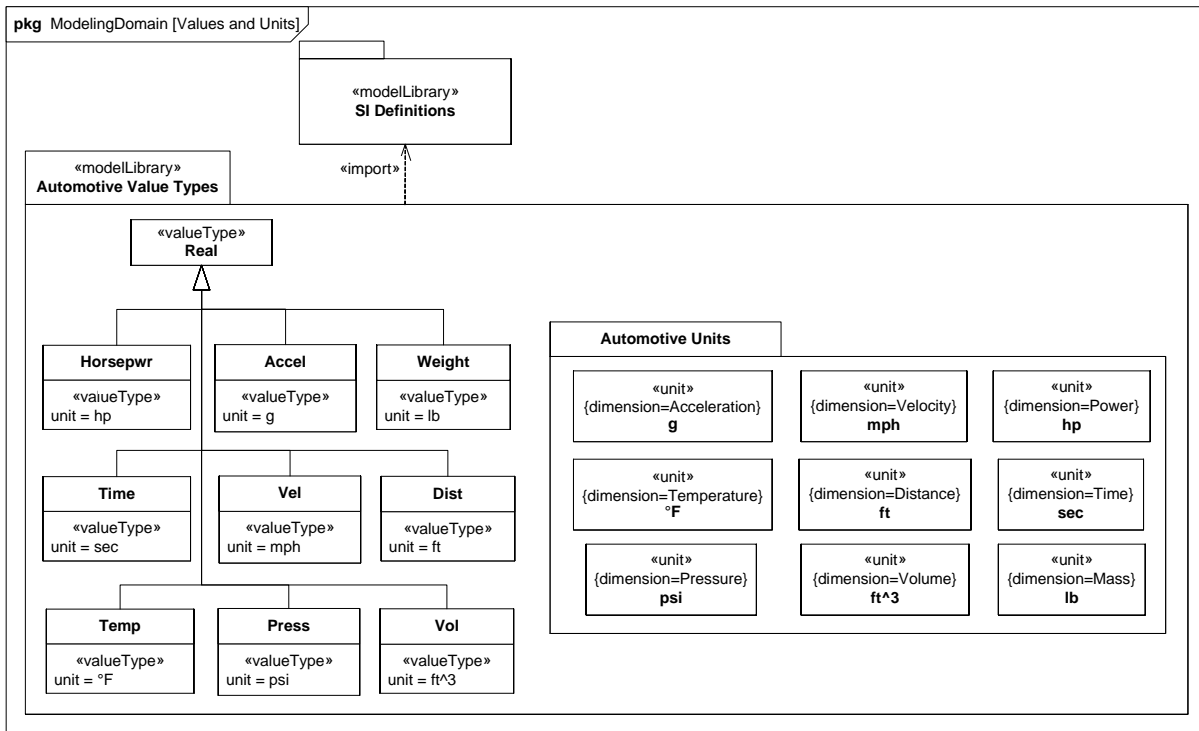 pkg ModelingDomain [Values and Units]
«modelLibrary»
SI Definitions
«import»
«modelLibrary»
Automotive Value Types
«valueType»
Real
Horsepwr
«valueType»
unit = hp
Accel
«valueType»
unit = g
Weight
«valueType»
unit = lb
Time
«valueType»
unit = sec
Vel
«valueType»
unit = mph
Dist
«valueType»
unit = ft
Temp
«valueType»
unit = °F
Press
«valueType»
unit = psi
Vol
«valueType»
unit = ft^3
Automotive Units
«unit»
{dimension=Acceleration}
g
«unit»
{dimension=Velocity}
mph
«unit»
{dimension=Power}
hp
«unit»
{dimension=Temperature}
°F
«unit»
{dimension=Distance}
ft
«unit»
{dimension=Time}
sec
«unit»
{dimension=Pressure}
psi
«unit»
{dimension=Volume}
ft^3
«unit»
{dimension=Mass}
lb